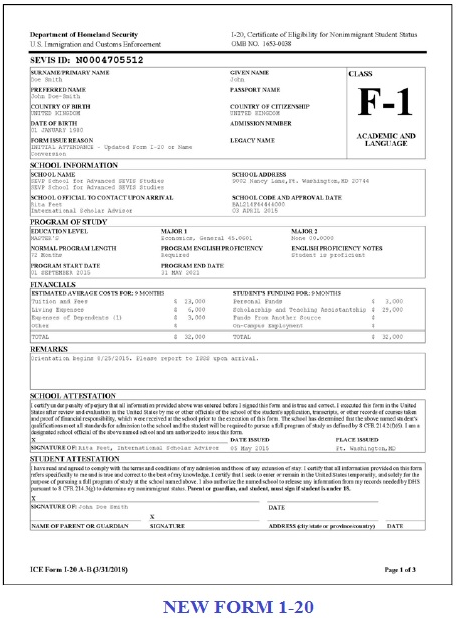 Department of Homeland Security
U.S. Immigration and Customs Enforcement
I-20, Certificate of Eligibility for Nonimmigrant Student Status
OMB NO. 1653-0038
SEVIS ID: N0004705512
SURNAME/PRIMARY NAME
Doe Smith
GIVEN NAME
John
CLASS
PREFERRED NAME
John Doe-Smith
PASSPORT NAME
COUNTRY OF BIRTH
UNITED KINGDOM
COUNTRY OF CITIZENSHIP
UNITED KINGDOM
F-1
DATE OF BIRTH
01 JANUARY 1980
ADMISSION NUMBER
FORM ISSUE REASON
INITIAL ATTENDANCE - Updated Form I-20 or Name
Conversion
LEGACY NAME
ACADEMIC AND
LANGUAGE
SCHOOL INFORMATION
SCHOOL NAME
SEVP School for Advanced SEVIS Studies
SEVP School for Advanced SEVIS Studies
SCHOOL ADDRESS
9002 Nancy Lane,Ft. Washington,MD 20744
SCHOOL OFFICIAL TO CONTACT UPON ARRIVAL
International Scholar Advisor
SCHOOL CODE AND APPROVAL DATE
BAL214F44444000
03 APRIL 2015
PROGRAM OF STUDY
EDUCATION LEVEL
MASTER'S
MAJOR 1
Economics, General 45.0601
MAJOR 2
None 00.0000
NORMAL PROGRAM LENGTH
72 Months
PROGRAM ENGLISH PROFICIENCY
Required
ENGLISH PROFICIENCY NOTES
Student is proficient
PROGRAM START DATE
01 SEPTEMBER 2015
PROGRAM END DATE
31 MAY 2021
FINANCIALS
ESTIMATED AVERAGE COSTS FOR: 9 MONTHS
Tuition and Fees $ 23,000
Living Expenses $ 6,000
Expenses of Dependents (1) $ 3,000
Other $
TOTAL $ 32,000
STUDENT'S FUNDING FOR: 9 MONTHS
Personal Funds $ 3,000
Scholarship and Teaching Assistantship $ 29,000
Funds From Another Source $
On-Campus Employment $
TOTAL $ 32,000
REMARKS
Orientation begins 8/25/2015. Please report to ISSS upon arrival.
SCHOOL ATTESTATION
I certify under penalty of perjury that all information provided above was entered before I signed this form and is true and correct. I executed this form in the United
States after review and evaluation in the United States by me or other officials of the school of the student's application, transcripts, or other records of courses taken
and proof of financial responsibility, which were received at the school prior to the execution of this form. The school has determined that the above named student's
qualifications meet all standards for admission to the school and the student will be required to pursue a full program of study as defined by 8 CFR 214.2(f)(6). I am a
designated school official of the above named school and am authorized to issue this form.
X
SIGNATURE OF: International Scholar Advisor
DATE ISSUED
05 May 2015
PLACE ISSUED
Ft. Washington,MD
STUDENT ATTESTATION
I have read and agreed to comply with the terms and conditions of my admission and those of any extension of stay. I certify that all information provided on this form
refers specifically to me and is true and correct to the best of my knowledge. I certify that I seek to enter or remain in the United States temporarily, and solely for the
purpose of pursuing a full program of study at the school named above. I also authorize the named school to release any information from my records needed by DHS
pursuant to 8 CFR 214.3(g) to determine my nonimmigrant status. Parent or guardian, and student, must sign if student is under 18.
X
SIGNATURE OF: John Doe Smith
DATE
X
NAME OF PARENT OR GUARDIAN
SIGNATURE
ADDRESS (city/state or province/country)
DATE
ICE Form I-20 A-B (3/31/2018)
Page 1 of 3
NEW FORM 1-20